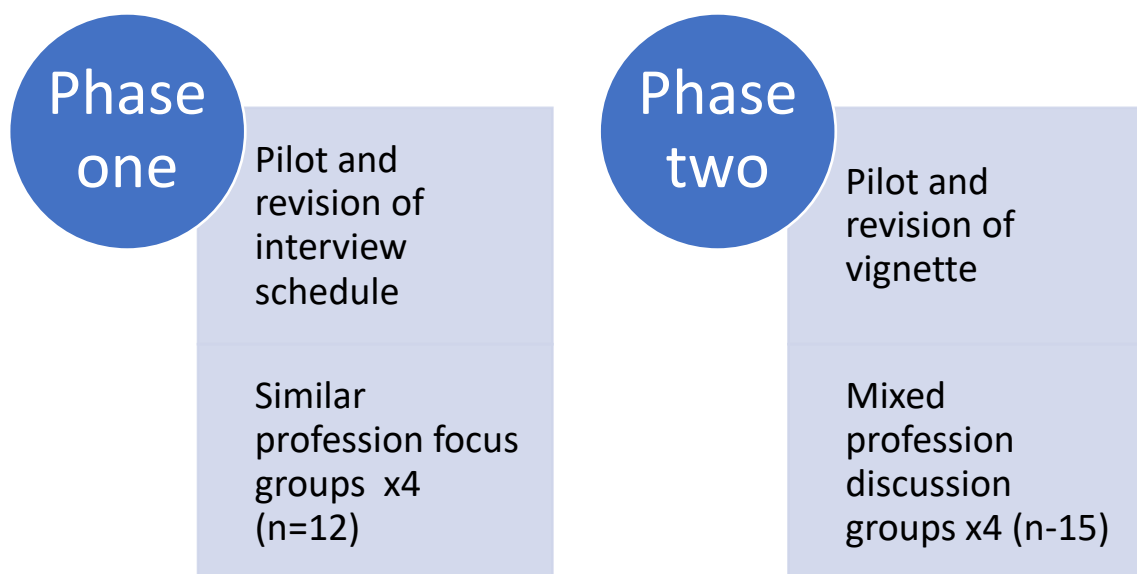 Phase
one
Pilot and
revision of
interview
schedule
Similar
profession focus
groups x4
(n=12)
Phase
two
Pilot and
revision of
vignette
Mixed
profession
discussion
groups x4 (n-15)